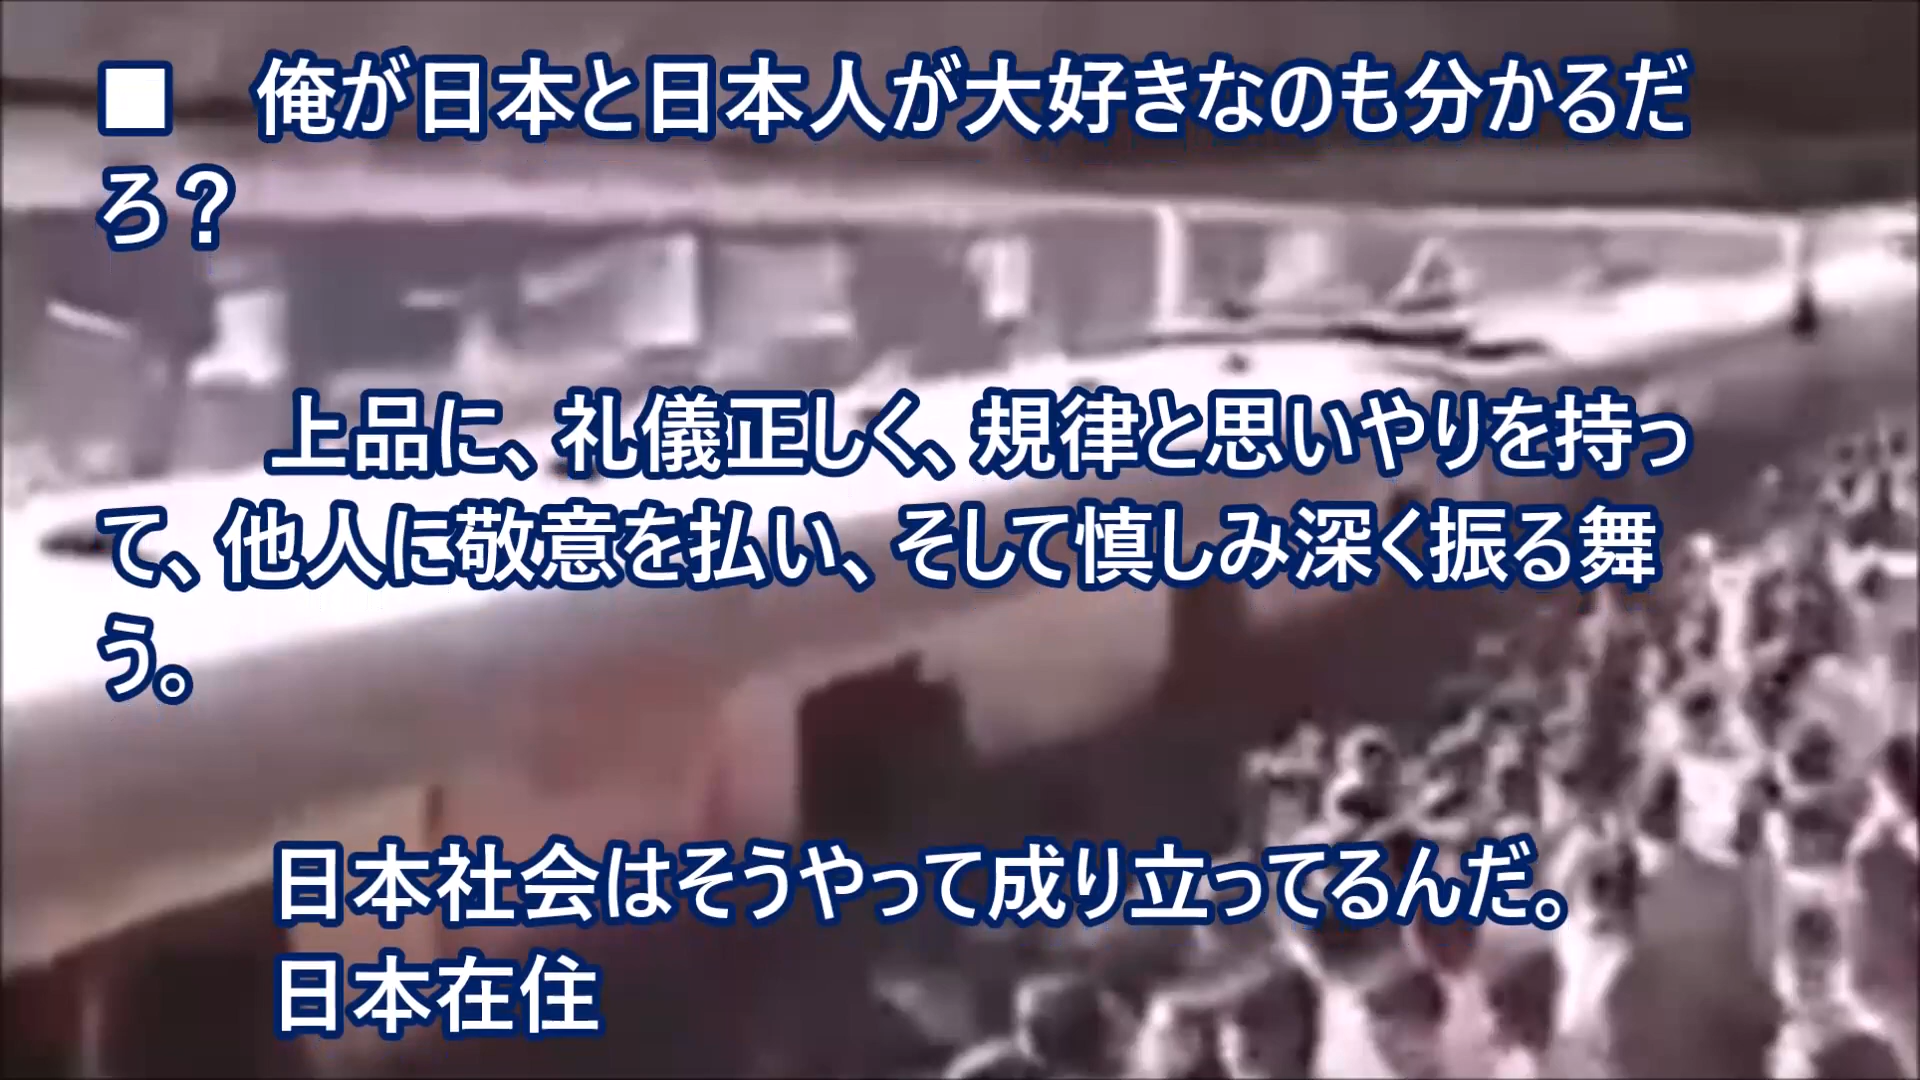 ■　俺が日本と日本人が大好きなのも分かるだ
ろ？
上品に、礼儀正しく、規律と思いやりを持っ
て、他人に敬意を払い、そして慎しみ深く振る舞
う。
日本社会はそうやって成り立ってるんだ。
日本在住